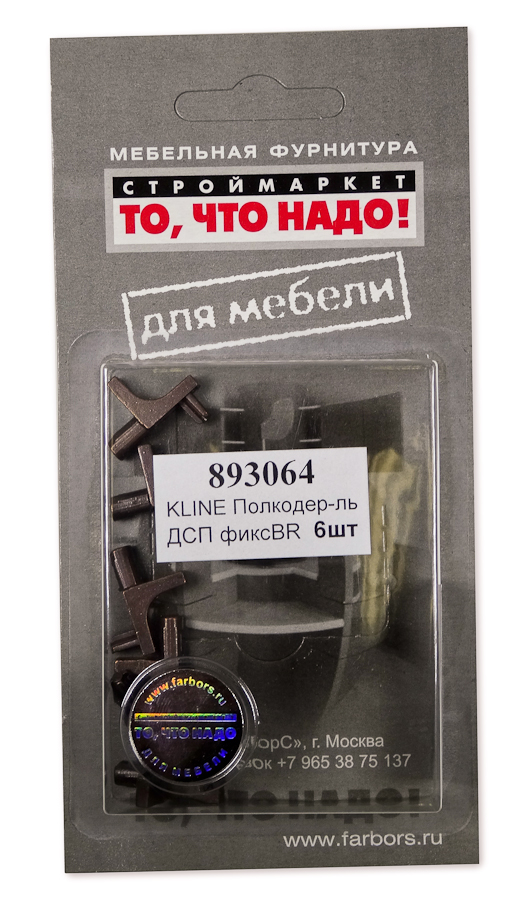 МЕБЕЛЬНАЯ ФУРНИТУРА
СТРОЙМАРКЕТ
ТО, ЧТО НАДО!
для мебели
893064
KLINE Полкодер-ль
ДСП фиксBR 6шт
www.farbors.ru
ТО, ЧТО НАДО
ДЛЯ МЕБЕЛИ
г. Москва
+7 965 38 75 137
ТО, ЧТО НАДО!
www.farbors.ru